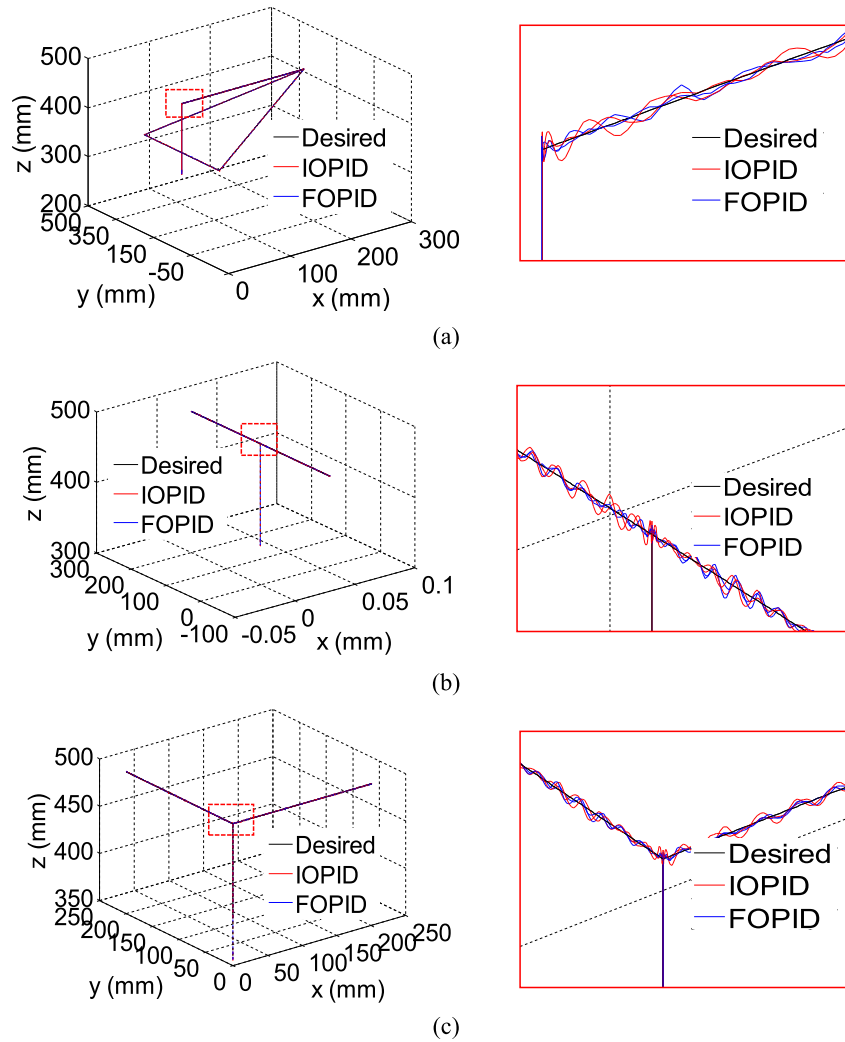 500
400
300
200
z (mm)
500
350
150
-50
y (mm)
0
100
200
300
x (mm)
Desired
IOPID
FOPID
Desired
IOPID
FOPID
(a)
500
400
300
z (mm)
300
200
100
0
-100
y (mm)
-0.05
0
0.05
0.1
x (mm)
Desired
IOPID
FOPID
Desired
IOPID
FOPID
(b)
500
450
400
350
z (mm)
250
200
150
100
50
0
y (mm)
0
50
100
150
200
250
x (mm)
Desired
IOPID
FOPID
Desired
IOPID
FOPID
(c)